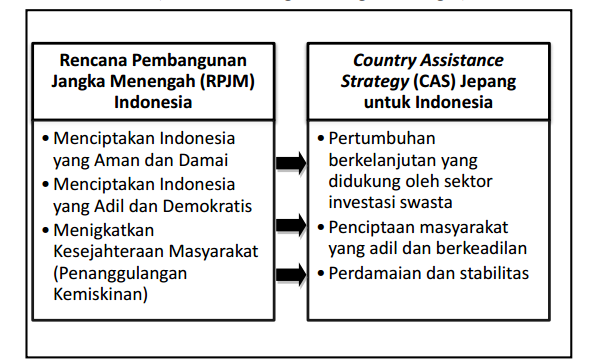 Rencana Pembangunan
Jangka Menengah (RPJM)
Indonesia
• Menciptakan Indonesia
yang Aman dan Damai
• Menciptakan Indonesia
yang Adil dan Demokratis
• Menigkatkan
Kesejahteraan Masyarakat
(Penanggulangan
Kemiskinan)
Country Assistance
Strategy (CAS) Jepang
untuk Indonesia
• Pertumbuhan
berkelanjutan yang
didukung oleh sektor
investasi swasta
• Penciptaan masyarakat
yang adil dan berkeadilan
• Perdamaian dan stabilitas